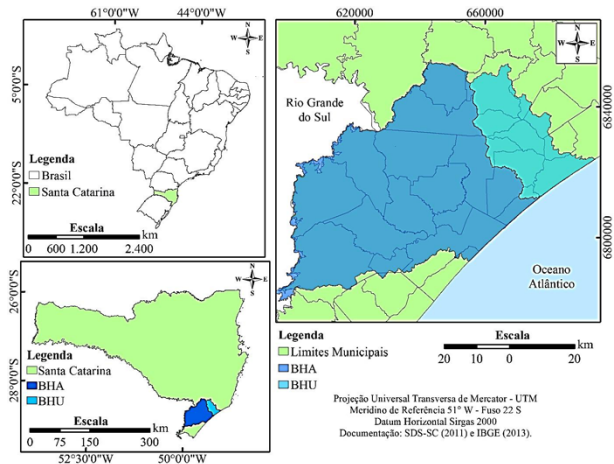 61°0'0"W 44°0'0"W
N
W E
S
5°0'0"S
22°0'0"S
Legenda
Brasil
Santa Catarina
Escala
km
0 600 1.200 2.400
26°0'0"S
28°0'0"S
N
W E
S
Legenda
Santa Catarina
BHA
BHU
Escala
km
0 75 150 300
52°30'0"W 50°0'0"W
620000 660000
N
W E
S
Rio Grande
do Sul
6840000
6800000
Oceano
Atlântico
Legenda
Limites Municipais
BHA
BHU
Escala
km
20 10 0 20
Projeção Universal Transversa de Mercator - UTM
Meridino de Referência 51° W - Fuso 22 S
Datum Horizontal Sirgas 2000
Documentação: SDS-SC (2011) e IBGE (2013).